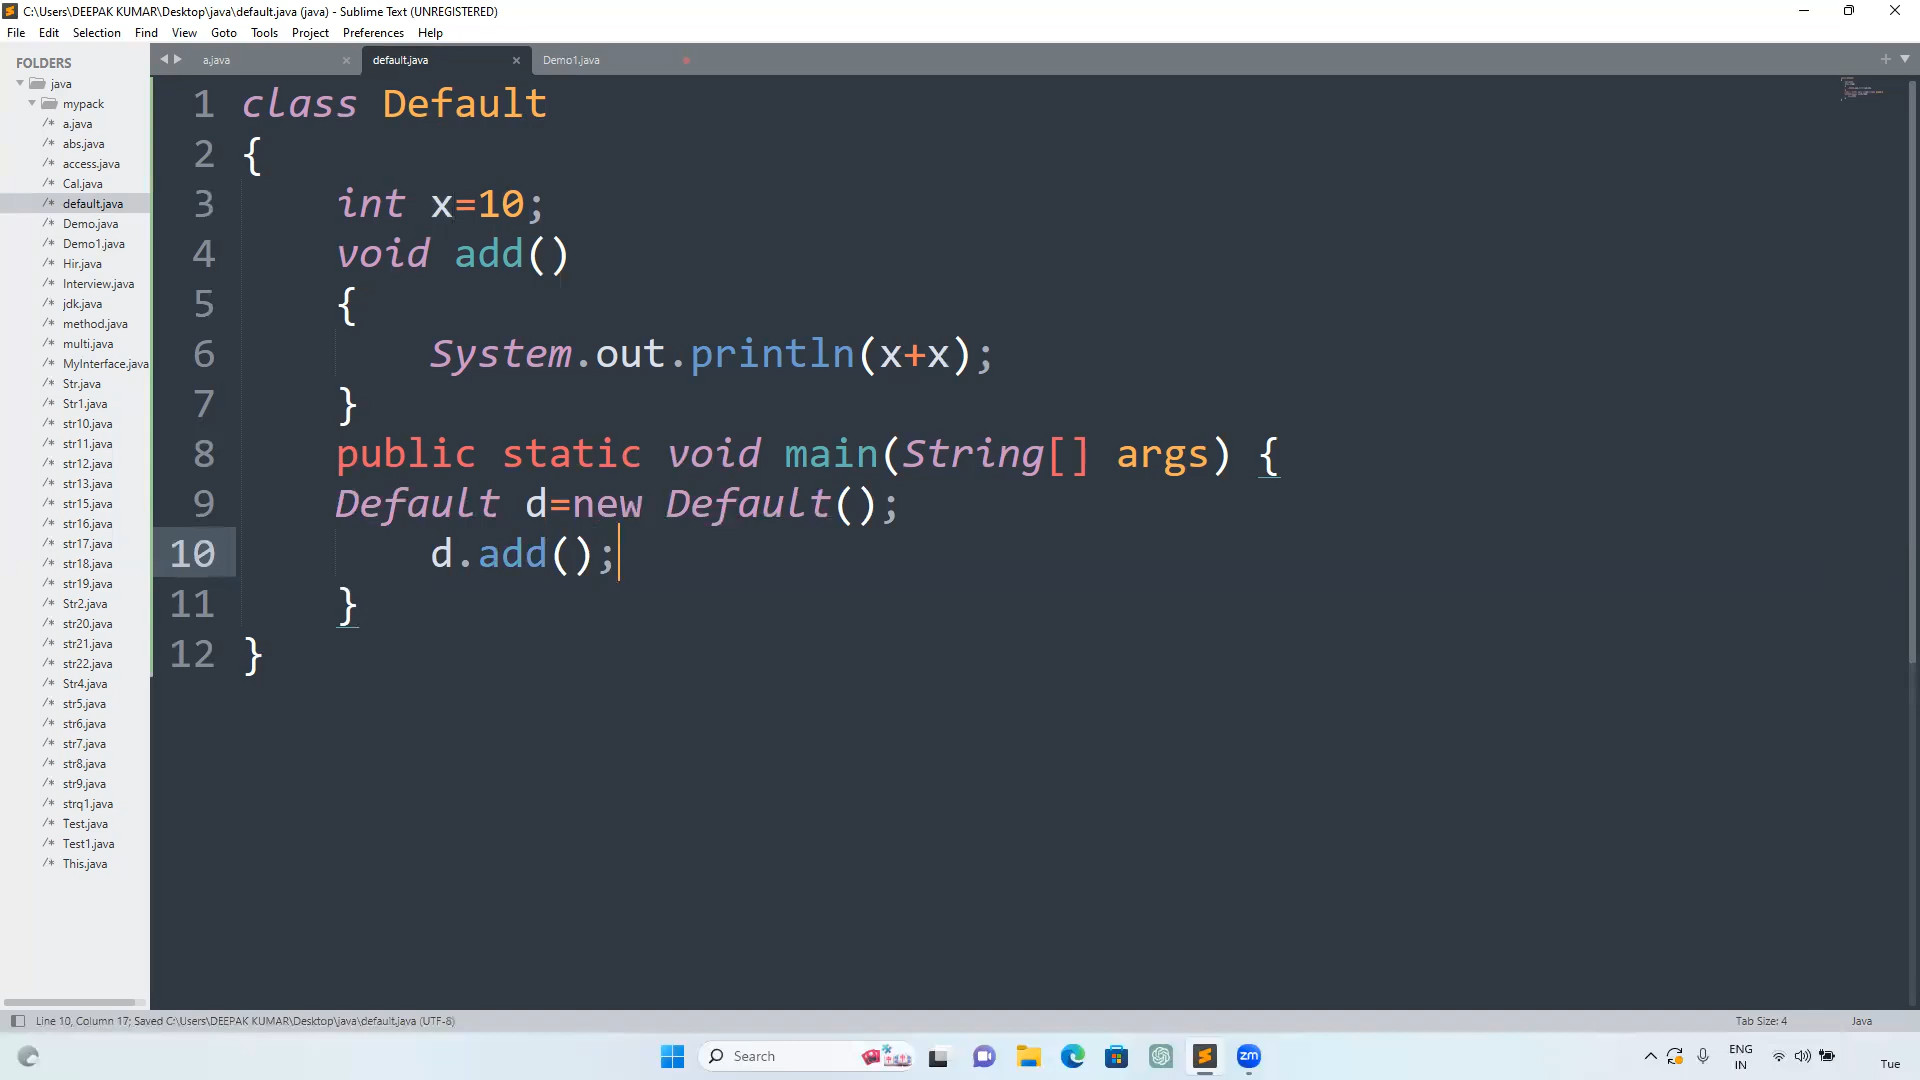 C:\Users\DEEPAK KUMAR\Desktop\java\default.java (java) - Sublime Text (UNREGISTERED)
File Edit Selection Find View Goto Tools Project Preferences Help
FOLDERS
java
mypack
/* a.java
/* abs.java
/* access.java
/* Cal.java
/* default.java
/* Demo.java
/* Demo1.java
/* Hir.java
/* Interview.java
/* jdk.java
/* method.java
/* multi.java
/* MyInterface.java
/* Str.java
/* Str1.java
/* str10.java
/* str11.java
/* str12.java
/* str13.java
/* str15.java
/* str16.java
/* str17.java
/* str18.java
/* str19.java
/* Str2.java
/* str20.java
/* str21.java
/* str22.java
/* Str4.java
/* str5.java
/* str6.java
/* str7.java
/* str8.java
/* str9.java
/* strq1.java
/* Test.java
/* Test1.java
/* This.java
a.java default.java Demo1.java
1 class Default
2 {
3 int x=10;
4 void add()
5 {
6 System.out.println(x+x);
7 }
8 public static void main(String[] args) {
9 Default d=new Default();
10 d.add();
11 }
12 }
Line 10, Column 17; Saved C:\Users\DEEPAK KUMAR\Desktop\java\default.java (UTF-8) Tab Size: 4 Java
Search zm ENG
IN
Tue